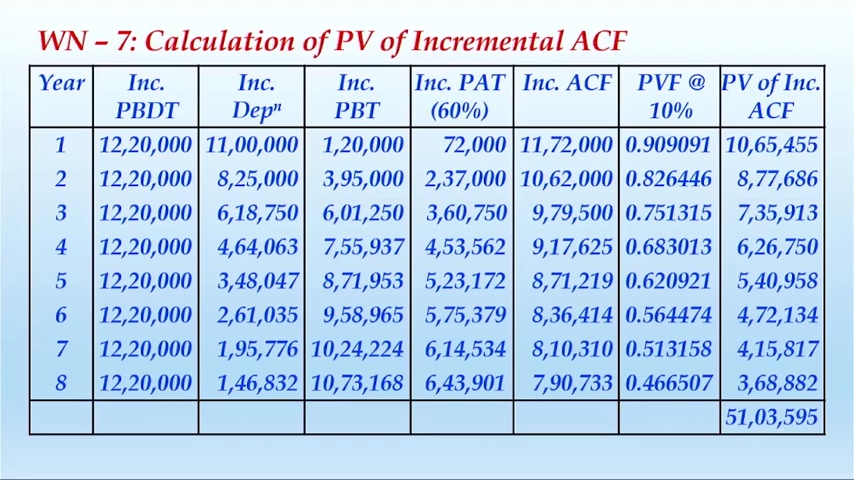 WN – 7: Calculation of PV of Incremental ACF
Year Inc. PBDT Inc. Depⁿ Inc. PBT Inc. PAT (60%) Inc. ACF PVF @ 10% PV of Inc. ACF
1 12,20,000 11,00,000 1,20,000 72,000 11,72,000 0.909091 10,65,455
2 12,20,000 8,25,000 3,95,000 2,37,000 10,62,000 0.826446 8,77,686
3 12,20,000 6,18,750 6,01,250 3,60,750 9,79,500 0.751315 7,35,913
4 12,20,000 4,64,063 7,55,937 4,53,562 9,17,625 0.683013 6,26,750
5 12,20,000 3,48,047 8,71,953 5,23,172 8,71,219 0.620921 5,40,958
6 12,20,000 2,61,035 9,58,965 5,75,379 8,36,414 0.564474 4,72,134
7 12,20,000 1,95,776 10,24,224 6,14,534 8,10,310 0.513158 4,15,817
8 12,20,000 1,46,832 10,73,168 6,43,901 7,90,733 0.466507 3,68,882
51,03,595